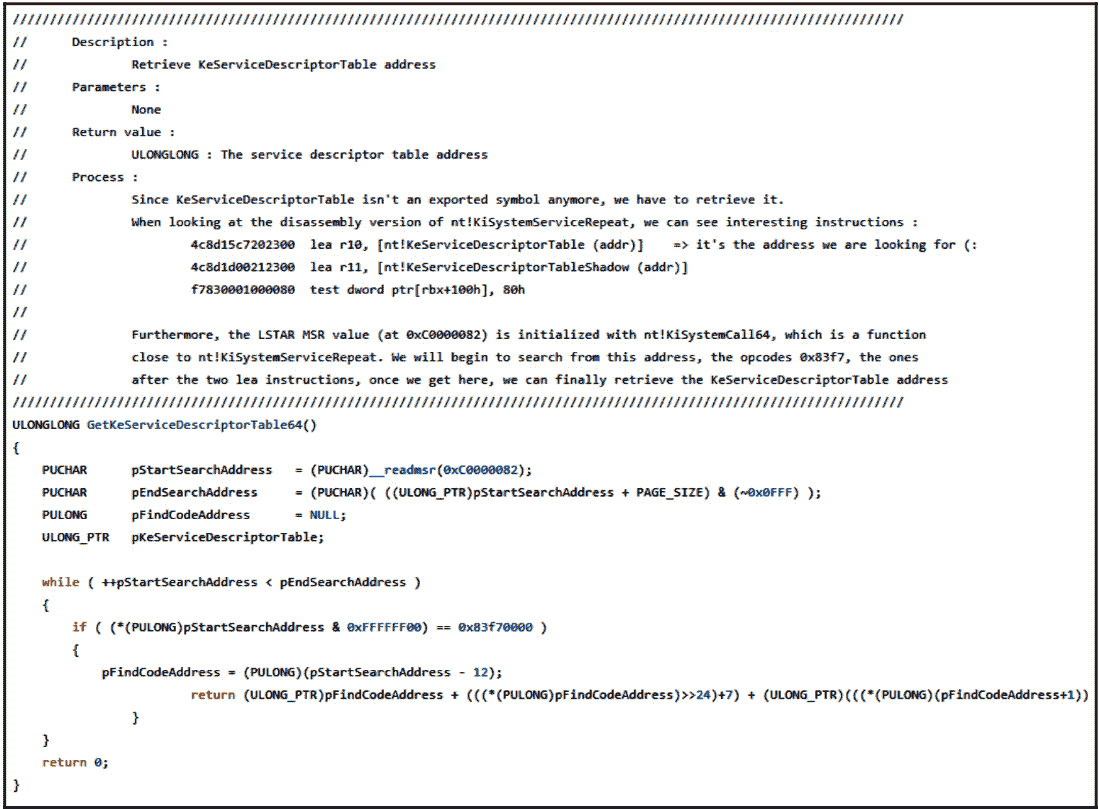 ////////////////////////////////////////////////////////////////////////////////////////////////////////////////////////
// Description :
// Retrieve KeServiceDescriptorTable address
// Parameters :
// None
// Return value :
// ULONGLONG : The service descriptor table address
// Process :
// Since KeServiceDescriptorTable isn't an exported symbol anymore, we have to retrieve it.
// When looking at the disassembly version of nt!KiSystemServiceRepeat, we can see interesting instructions :
// 4c8d15c7202300 lea r10, [nt!KeServiceDescriptorTable (addr)] => it's the address we are looking for (:
// 4c8d1d00212300 lea r11, [nt!KeServiceDescriptorTableShadow (addr)]
// f7830001000080 test dword ptr[rbx+100h], 80h
//
// Furthermore, the LSTAR MSR value (at 0xC0000082) is initialized with nt!KiSystemCall64, which is a function
// close to nt!KiSystemServiceRepeat. We will begin to search from this address, the opcodes 0x83f7, the ones
// after the two lea instructions, once we get here, we can finally retrieve the KeServiceDescriptorTable address
////////////////////////////////////////////////////////////////////////////////////////////////////////////////////////
ULONGLONG GetKeServiceDescriptorTable64()
{
PUCHAR pStartSearchAddress = (PUCHAR)__readmsr(0xC0000082);
PUCHAR pEndSearchAddress = (PUCHAR)( ((ULONG_PTR)pStartSearchAddress + PAGE_SIZE) & (~0x0FFF) );
PULONG pFindCodeAddress = NULL;
ULONG_PTR pKeServiceDescriptorTable;
while ( ++pStartSearchAddress < pEndSearchAddress )
{
if ( (*(PULONG)pStartSearchAddress & 0xFFFFFF00) == 0x83f70000 )
{
pFindCodeAddress = (PULONG)(pStartSearchAddress - 12);
return (ULONG_PTR)pFindCodeAddress + (((*(PULONG)pFindCodeAddress)>>24)+7) + (ULONG_PTR)(((*(PULONG)(pFindCodeAddress+1))
}
}
return 0;
}